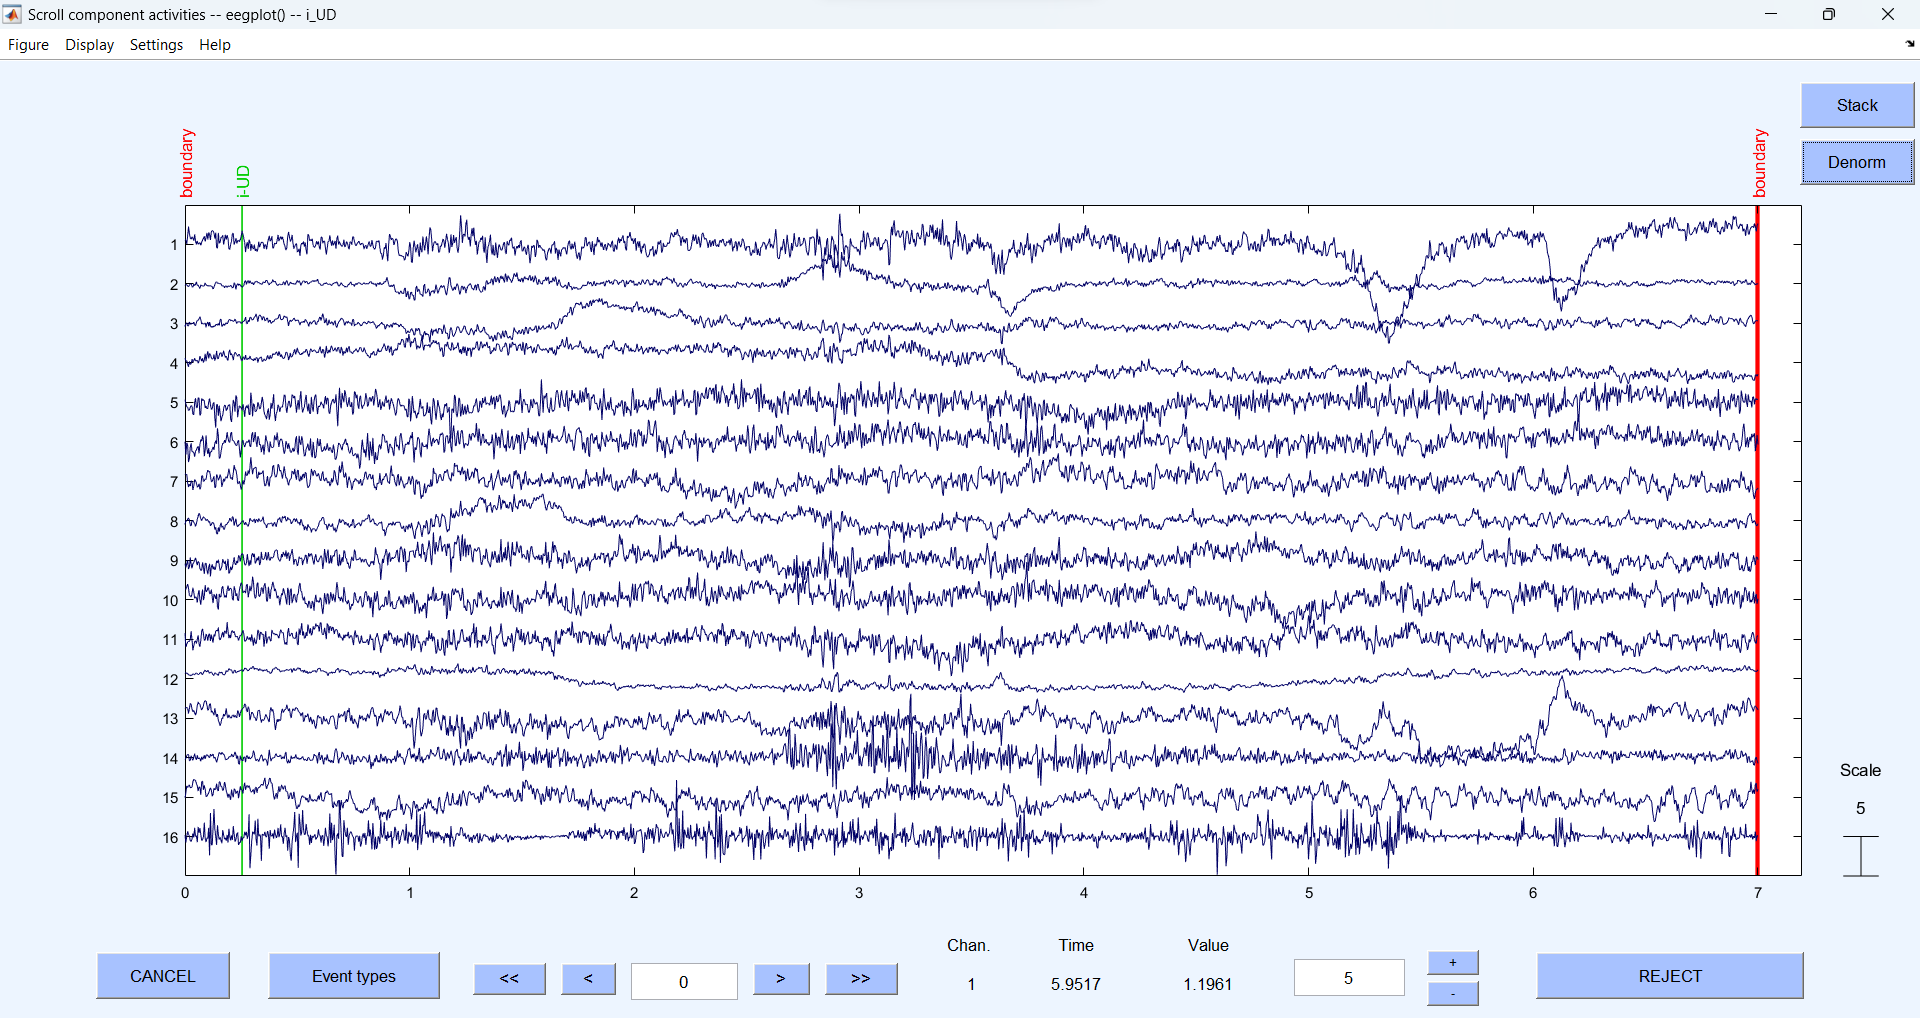 Scroll component activities -- eegplot() -- i_UD
Figure Display Settings Help
Stack
Denorm
boundary
i-UD
boundary
1
2
3
4
5
6
7
8
9
10
11
12
13
14
15
16
0 1 2 3 4 5 6 7
Scale
5
Chan. Time Value
1 5.9517 1.1961
CANCEL
Event types
<<
<
0
>
>>
5
+
-
REJECT